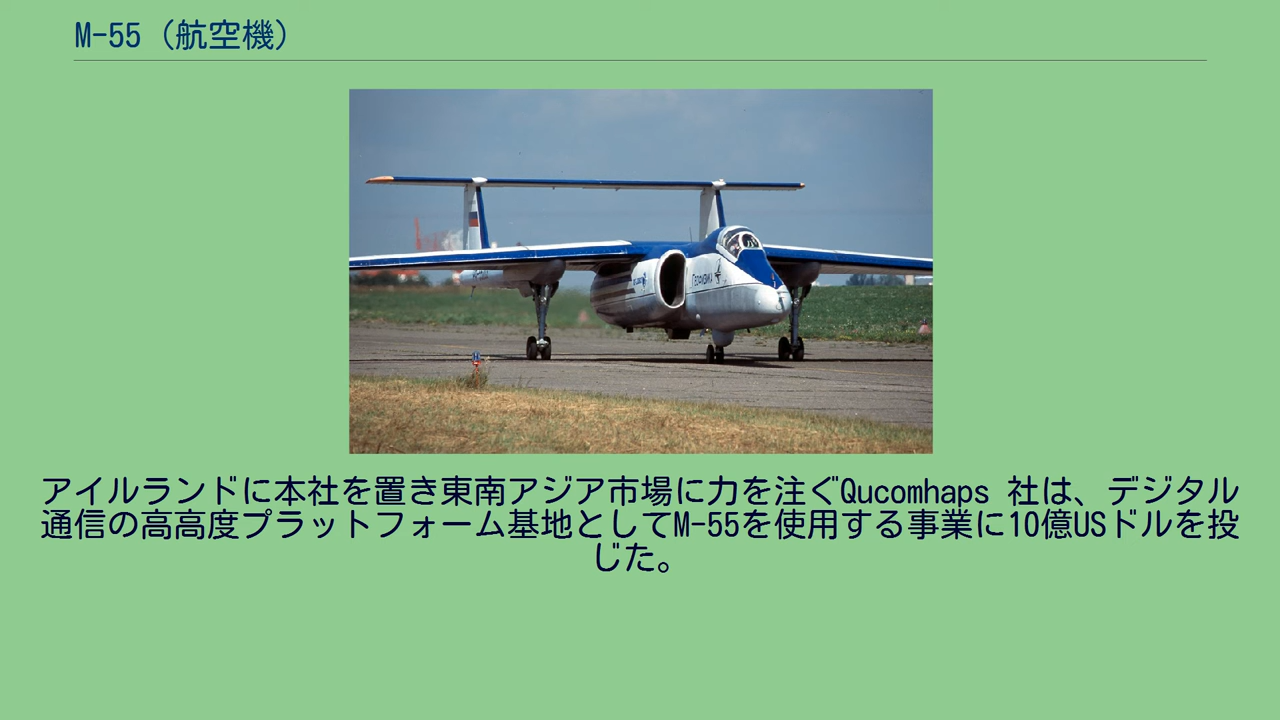 M-55（航空機）
アイルランドに本社を置き東南アジア市場に力を注ぐQucomhaps 社は、デジタル
通信の高高度プラットフォーム基地としてM-55を使用する事業に10億USドルを投
じた。